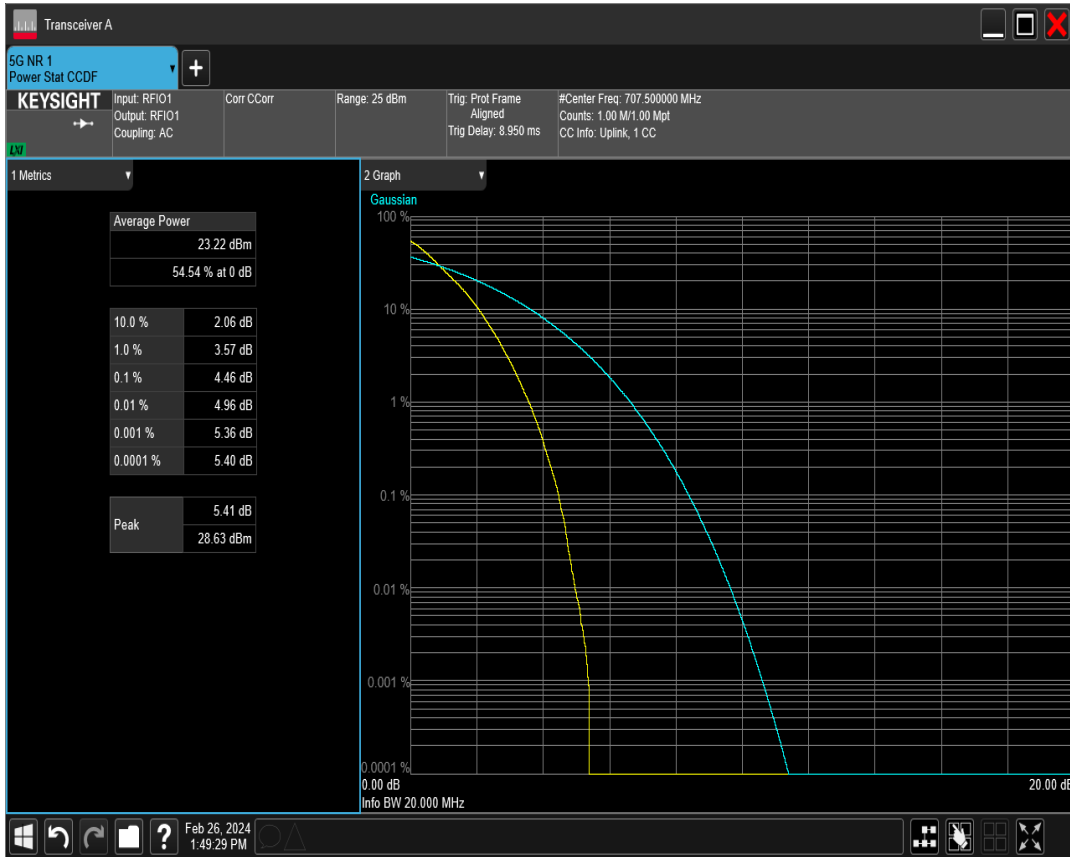 Transceiver A
5G NR 1
Power Stat CCDF
+
KEYSIGHT
LXI
Input: RFIO1
Output: RFIO1
Coupling: AC
Corr CCorr
Range: 25 dBm
Trig: Prot Frame
Aligned
Trig Delay: 8.950 ms
#Center Freq: 707.500000 MHz
Counts: 1.00 M/1.00 Mpt
CC Info: Uplink, 1 CC
1 Metrics
Average Power
23.22 dBm
54.54 % at 0 dB
10.0 % 2.06 dB
1.0 % 3.57 dB
0.1 % 4.46 dB
0.01 % 4.96 dB
0.001 % 5.36 dB
0.0001 % 5.40 dB
Peak
5.41 dB
28.63 dBm
2 Graph
Gaussian
100 %
10 %
1 %
0.1 %
0.01 %
0.001 %
0.0001 %
0.00 dB 20.00 dB
Info BW 20.000 MHz
?
Feb 26, 2024
1:49:29 PM